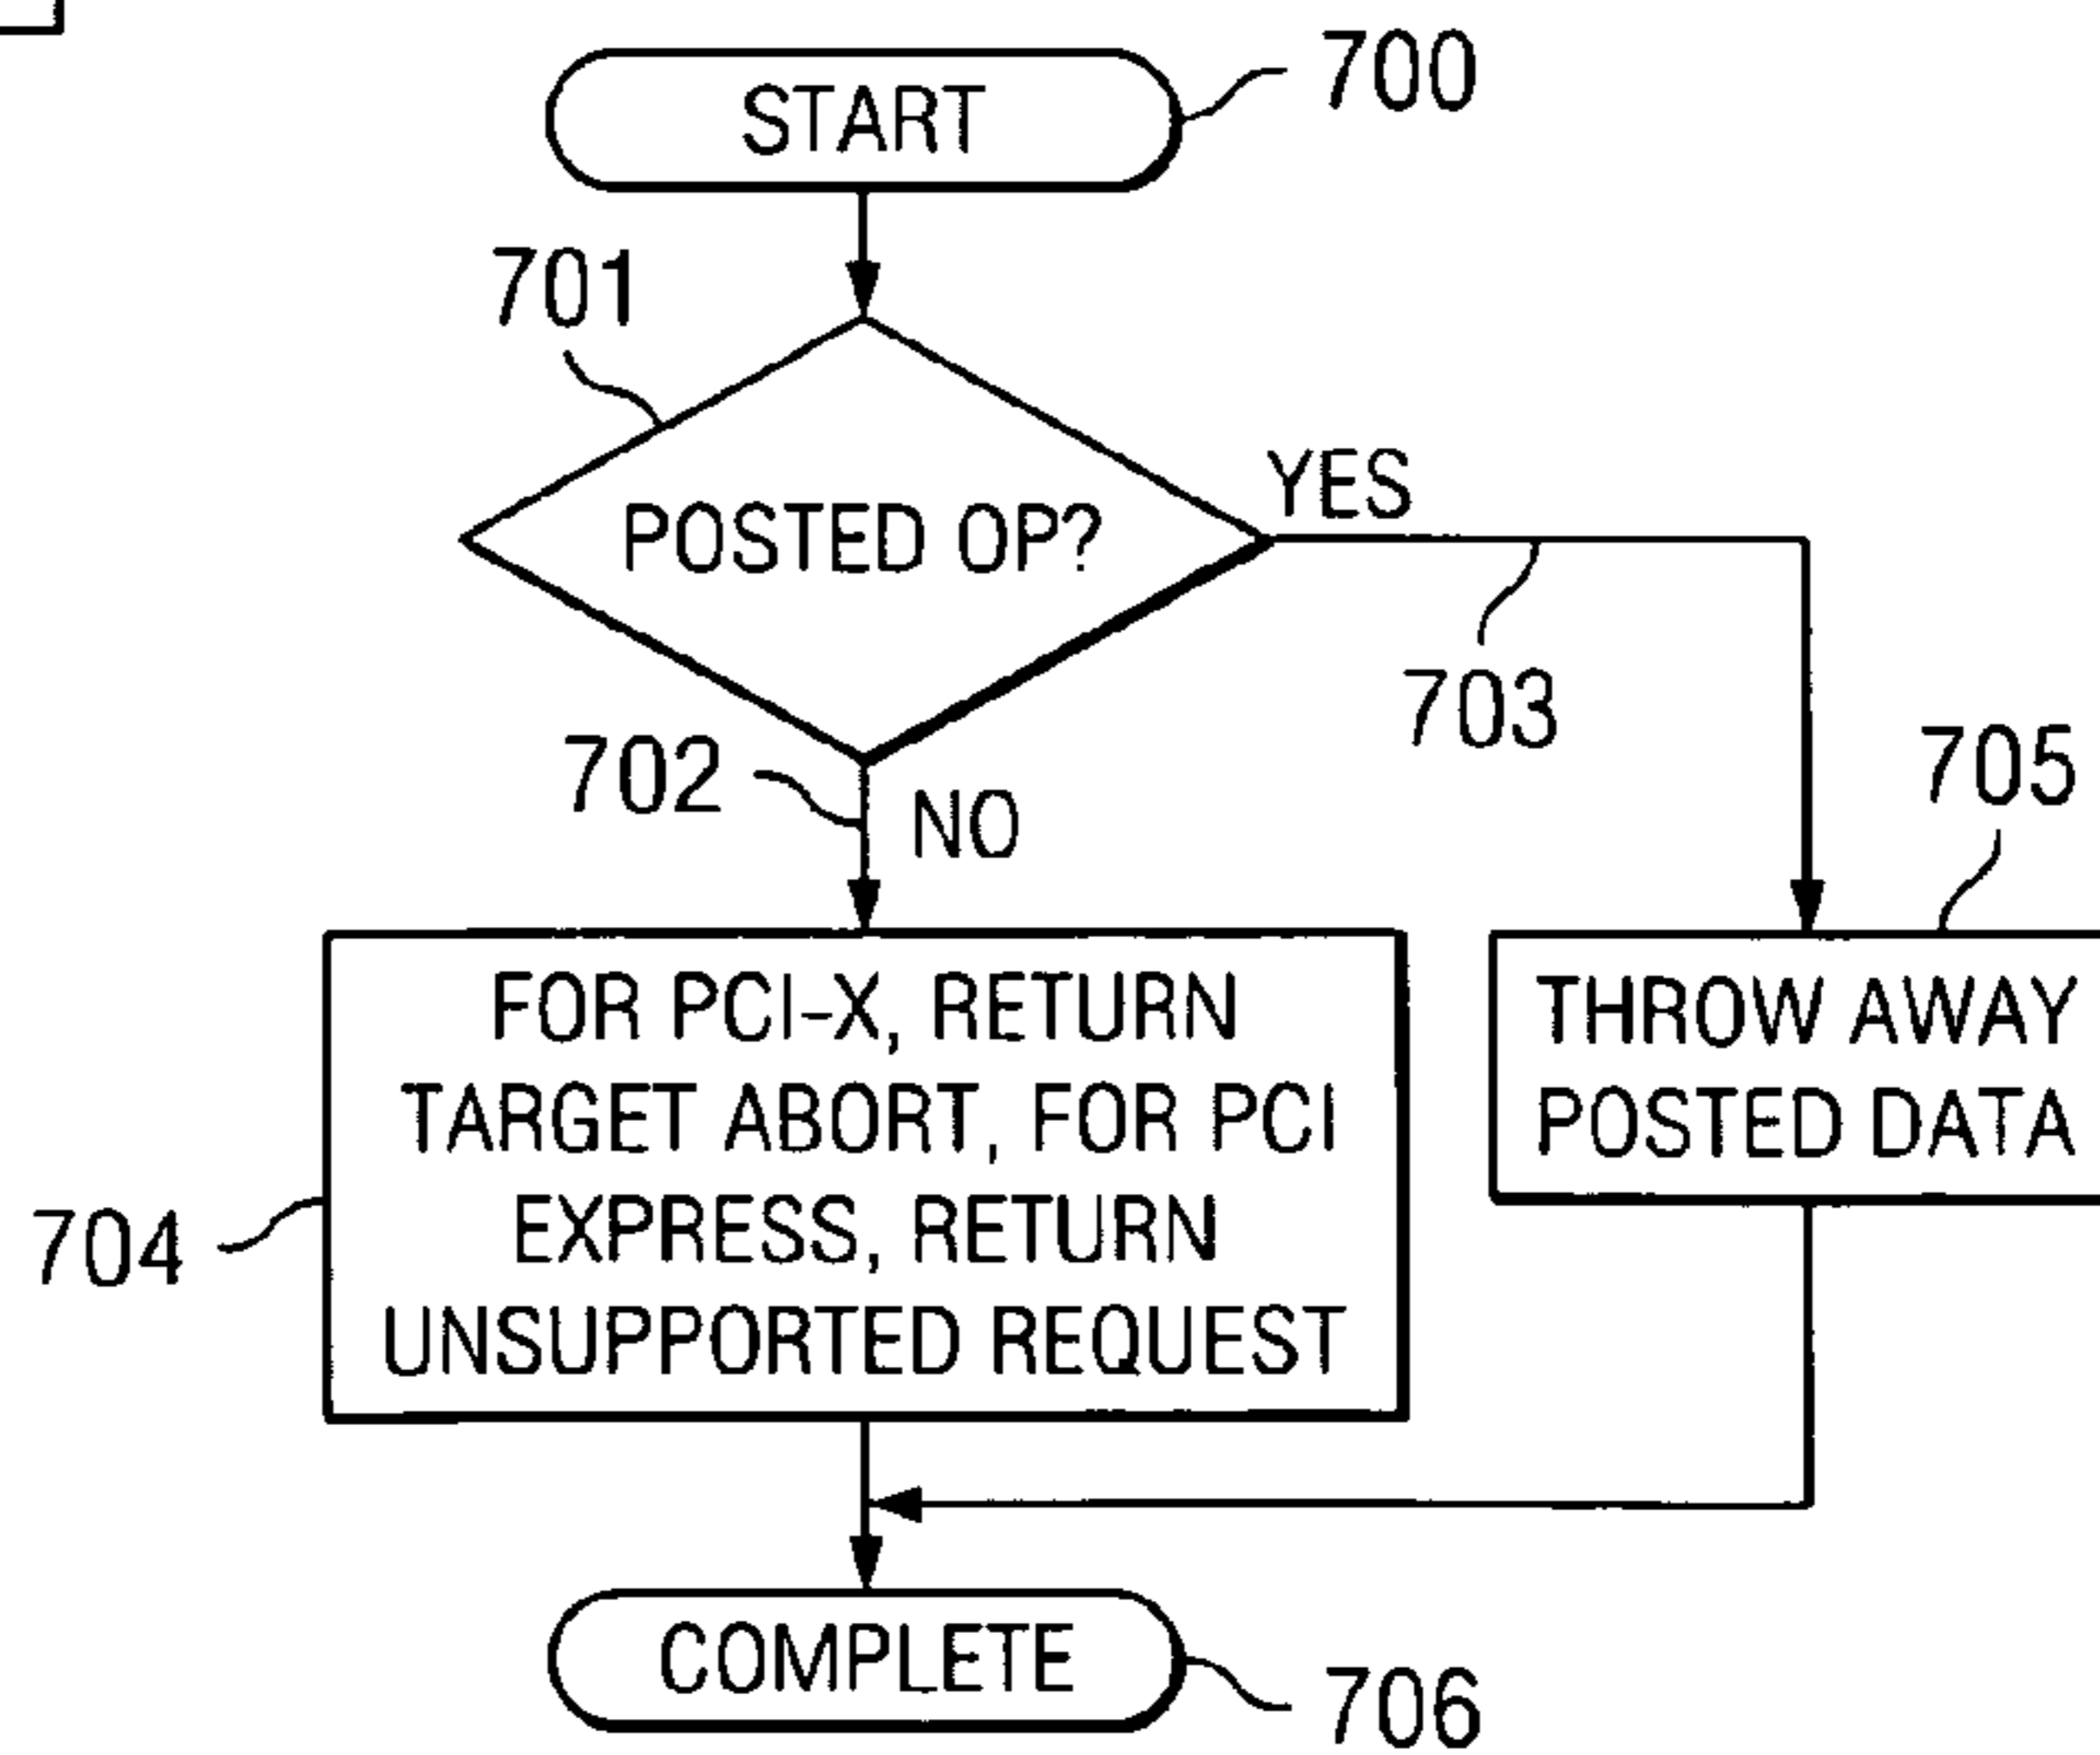 START
700
701
POSTED OP?
YES
703
702
NO
705
FOR PCI-X, RETURN
TARGET ABORT, FOR PCI
EXPRESS, RETURN
UNSUPPORTED REQUEST
704
THROW AWAY
POSTED DATA
COMPLETE
706